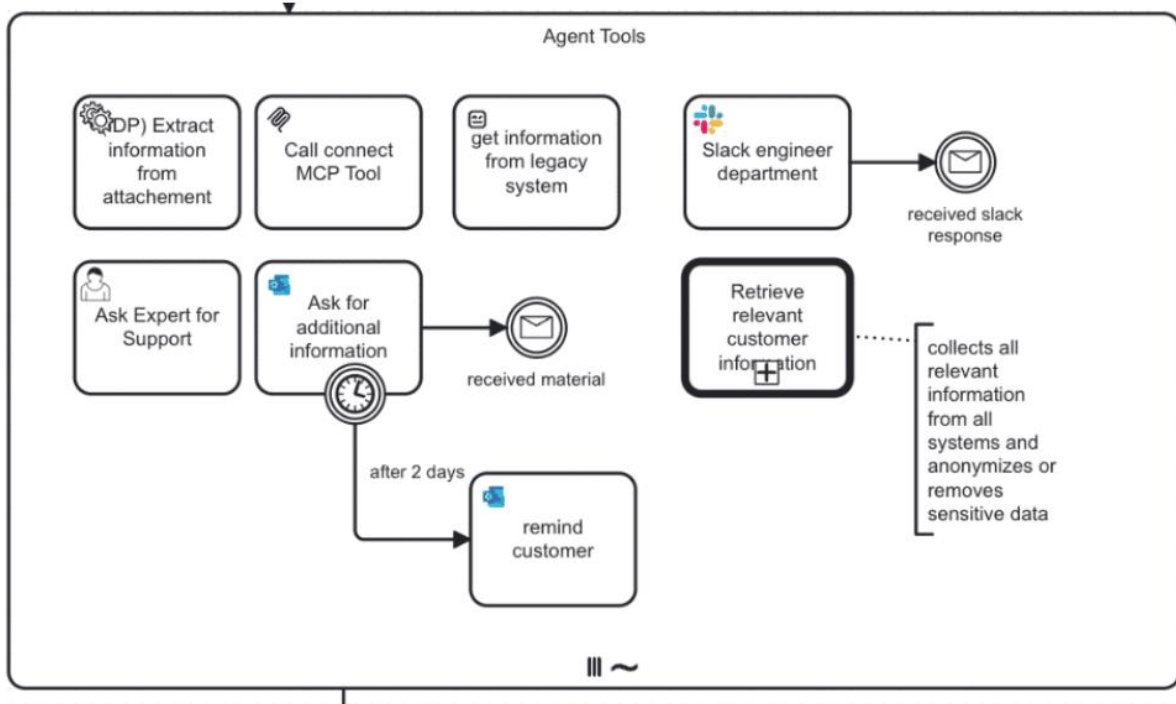 Agent Tools
DP) Extract
information
from
attachement
Call connect
MCP Tool
get information
from legacy
system
Slack engineer
department
received slack
response
Ask Expert for
Support
Ask for
additional
information
received material
Retrieve
relevant
customer
information
collects all
relevant
information
from all
systems and
anonymizes or
removes
sensitive data
after 2 days
remind
customer